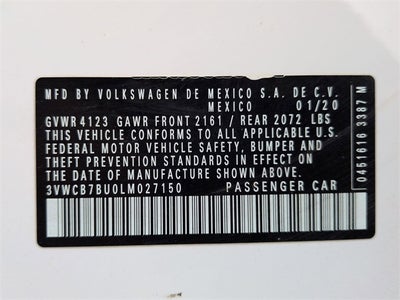 MFD BY VOLKSWAGEN DE MEXICO S.A. DE C.V.
MEXICO 01/20
GVWR 4123 GAWR FRONT 2161 / REAR 2072 LBS
THIS VEHICLE CONFORMS TO ALL APPLICABLE U.S.
FEDERAL MOTOR VEHICLE SAFETY, BUMPER AND
THEFT PREVENTION STANDARDS IN EFFECT ON
THE DATE OF MANUFACTURE SHOWN ABOVE.
3VWCB7BU0LM027150 PASSENGER CAR
0451616 3387 M